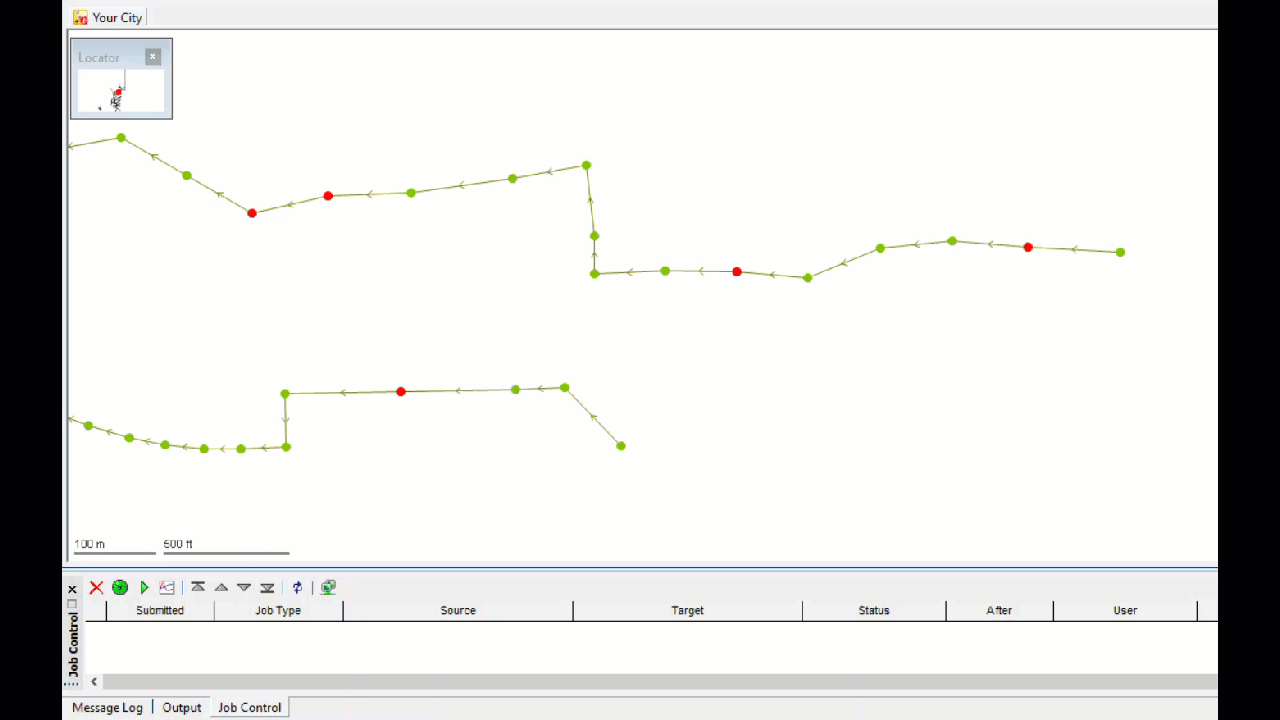 Your City
Locator
100 m 500 ft
Submitted Job Type Source Target Status After User
Job Control
Message Log Output Job Control